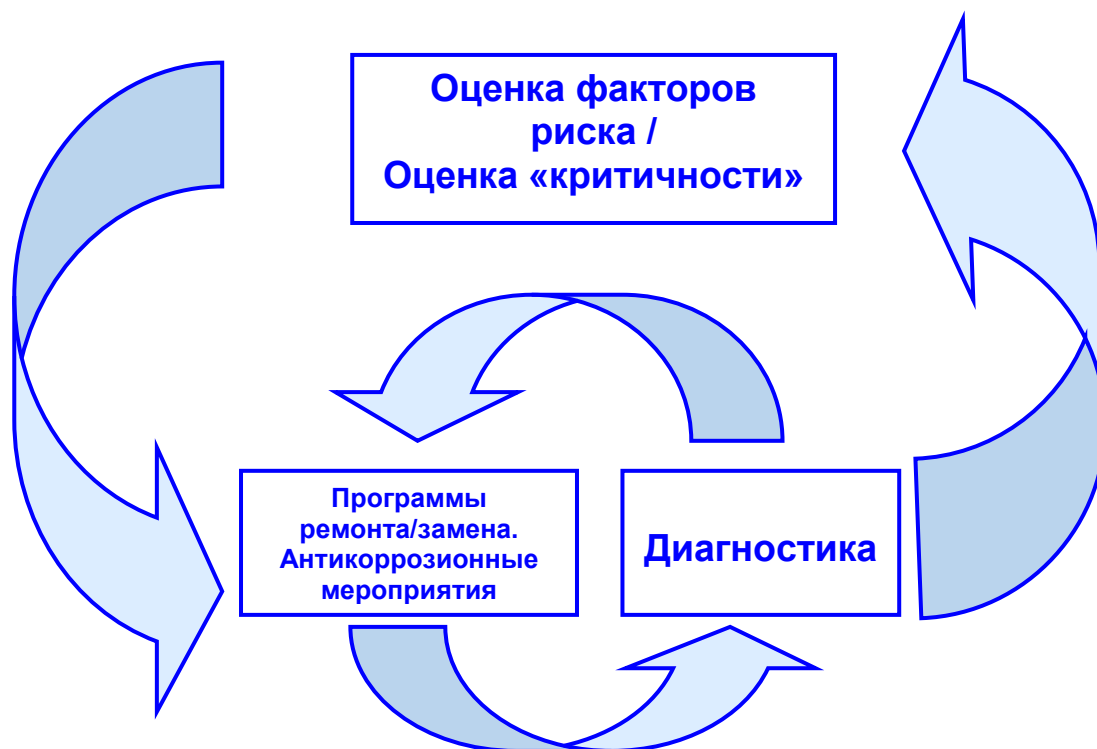 Оценка факторов
риска /
Оценка «критичности»
Программы
ремонта/замена.
Антикоррозионные
мероприятия
Диагностика